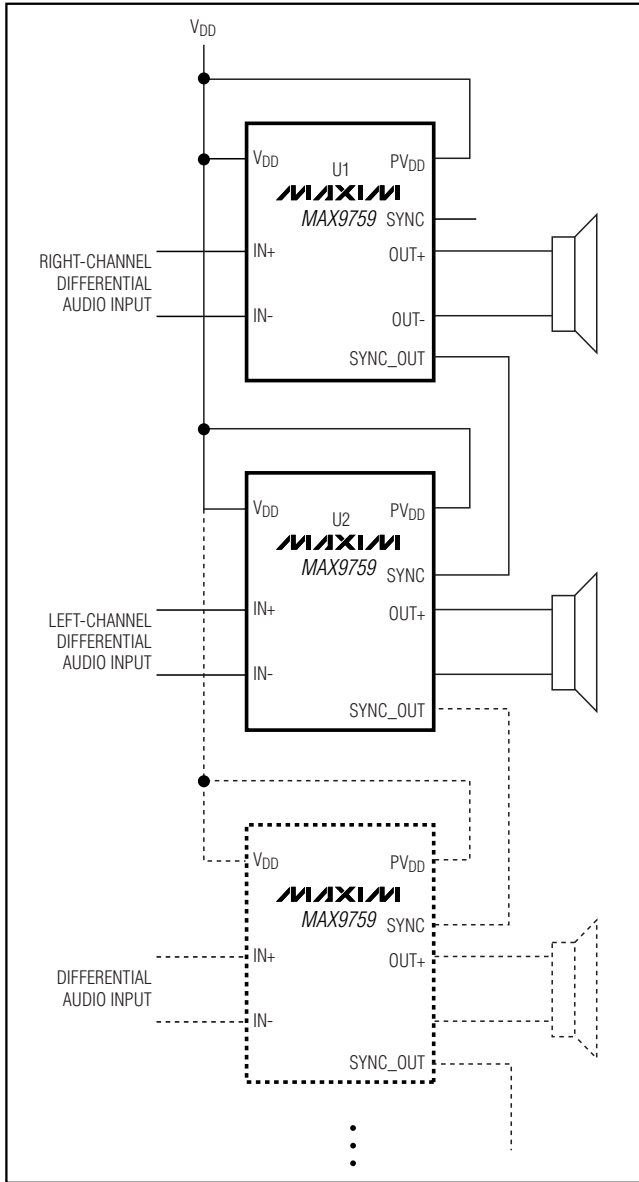 VDD
VDD
U1
PVDD
MAXIM
MAX9759
SYNC
RIGHT-CHANNEL
DIFFERENTIAL
AUDIO INPUT
IN+
OUT+
IN-
OUT-
SYNC_OUT
VDD
U2
PVDD
MAXIM
MAX9759
SYNC
LEFT-CHANNEL
DIFFERENTIAL
AUDIO INPUT
IN+
OUT+
IN-
SYNC_OUT
VDD
PVDD
MAXIM
MAX9759
SYNC
DIFFERENTIAL
AUDIO INPUT
IN+
OUT+
IN-
SYNC_OUT